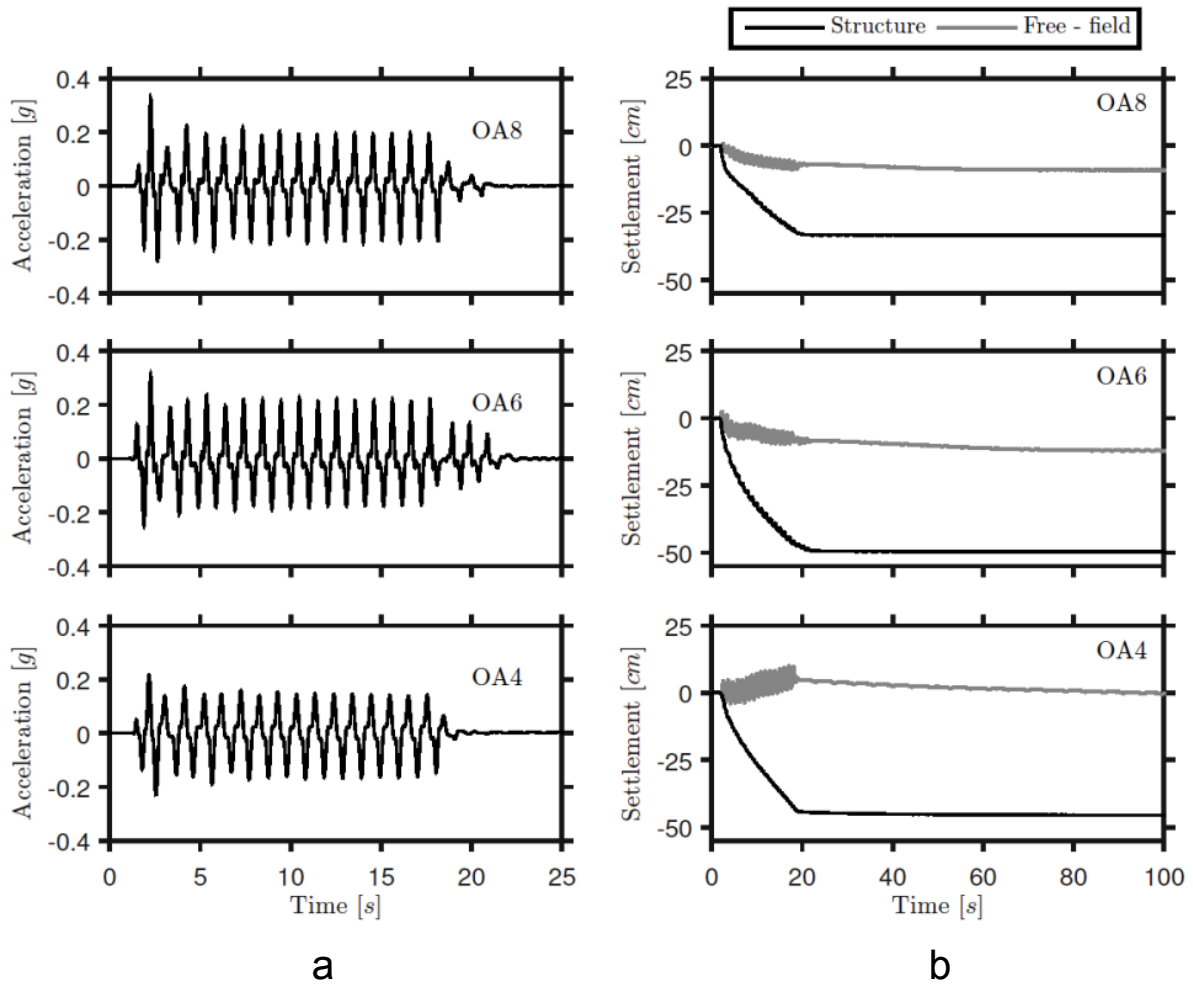 Structure Free - field
0.4
0.2
0
-0.2
-0.4
Acceleration [g]
OA8
25
0
-25
-50
Settlement [cm]
OA8
0.4
0.2
0
-0.2
-0.4
Acceleration [g]
OA6
25
0
-25
-50
Settlement [cm]
OA6
0.4
0.2
0
-0.2
-0.4
Acceleration [g]
OA4
0 5 10 15 20 25
Time [s]
25
0
-25
-50
Settlement [cm]
OA4
0 20 40 60 80 100
Time [s]
a b